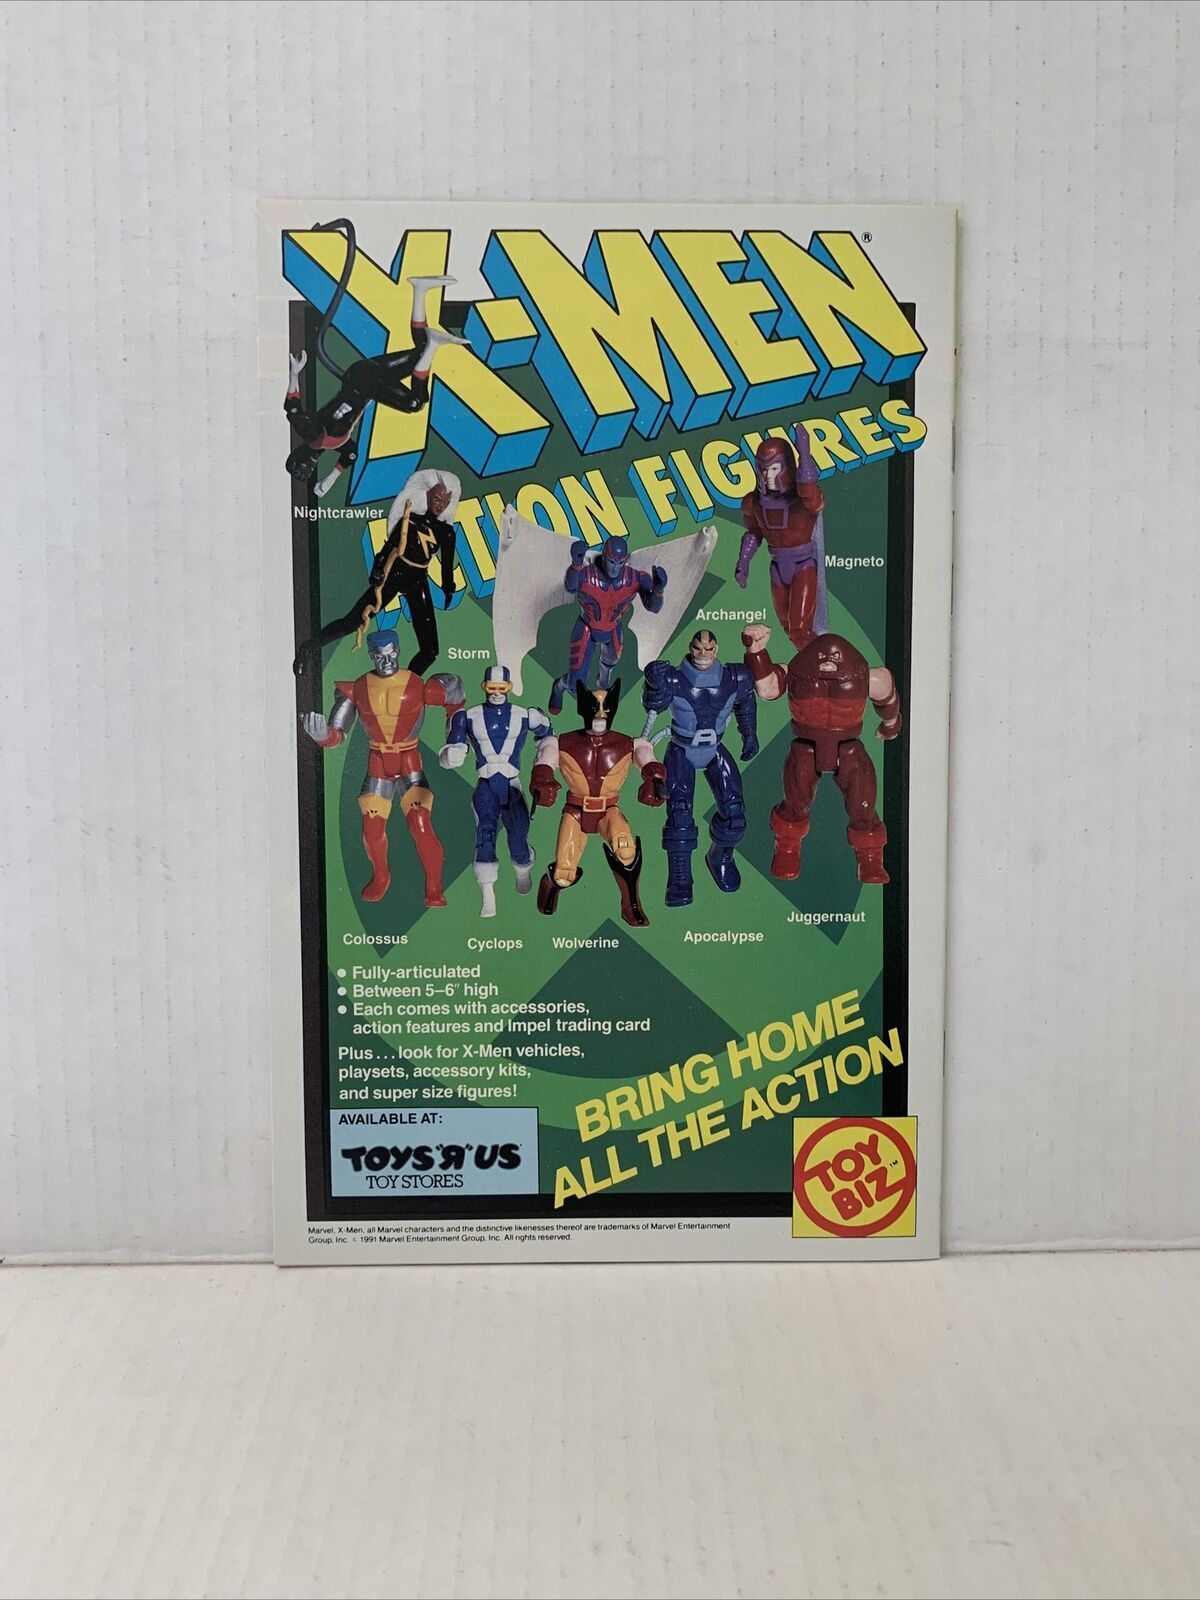 X-MEN®
ACTION FIGURES
Nightcrawler
Magneto
Archangel
Storm
Juggernaut
Colossus
Cyclops
Wolverine
Apocalypse
• Fully-articulated
• Between 5–6" high
• Each comes with accessories,
action features and Impel trading card
Plus...look for X-Men vehicles,
playsets, accessory kits,
and super size figures!
BRING HOME
ALL THE ACTION
AVAILABLE AT:
TOYS"R"US
TOY STORES
TOY
BIZ™
Marvel, X-Men, all Marvel characters and the distinctive likenesses thereof are trademarks of Marvel Entertainment
Group, Inc. © 1991 Marvel Entertainment Group, Inc. All rights reserved.